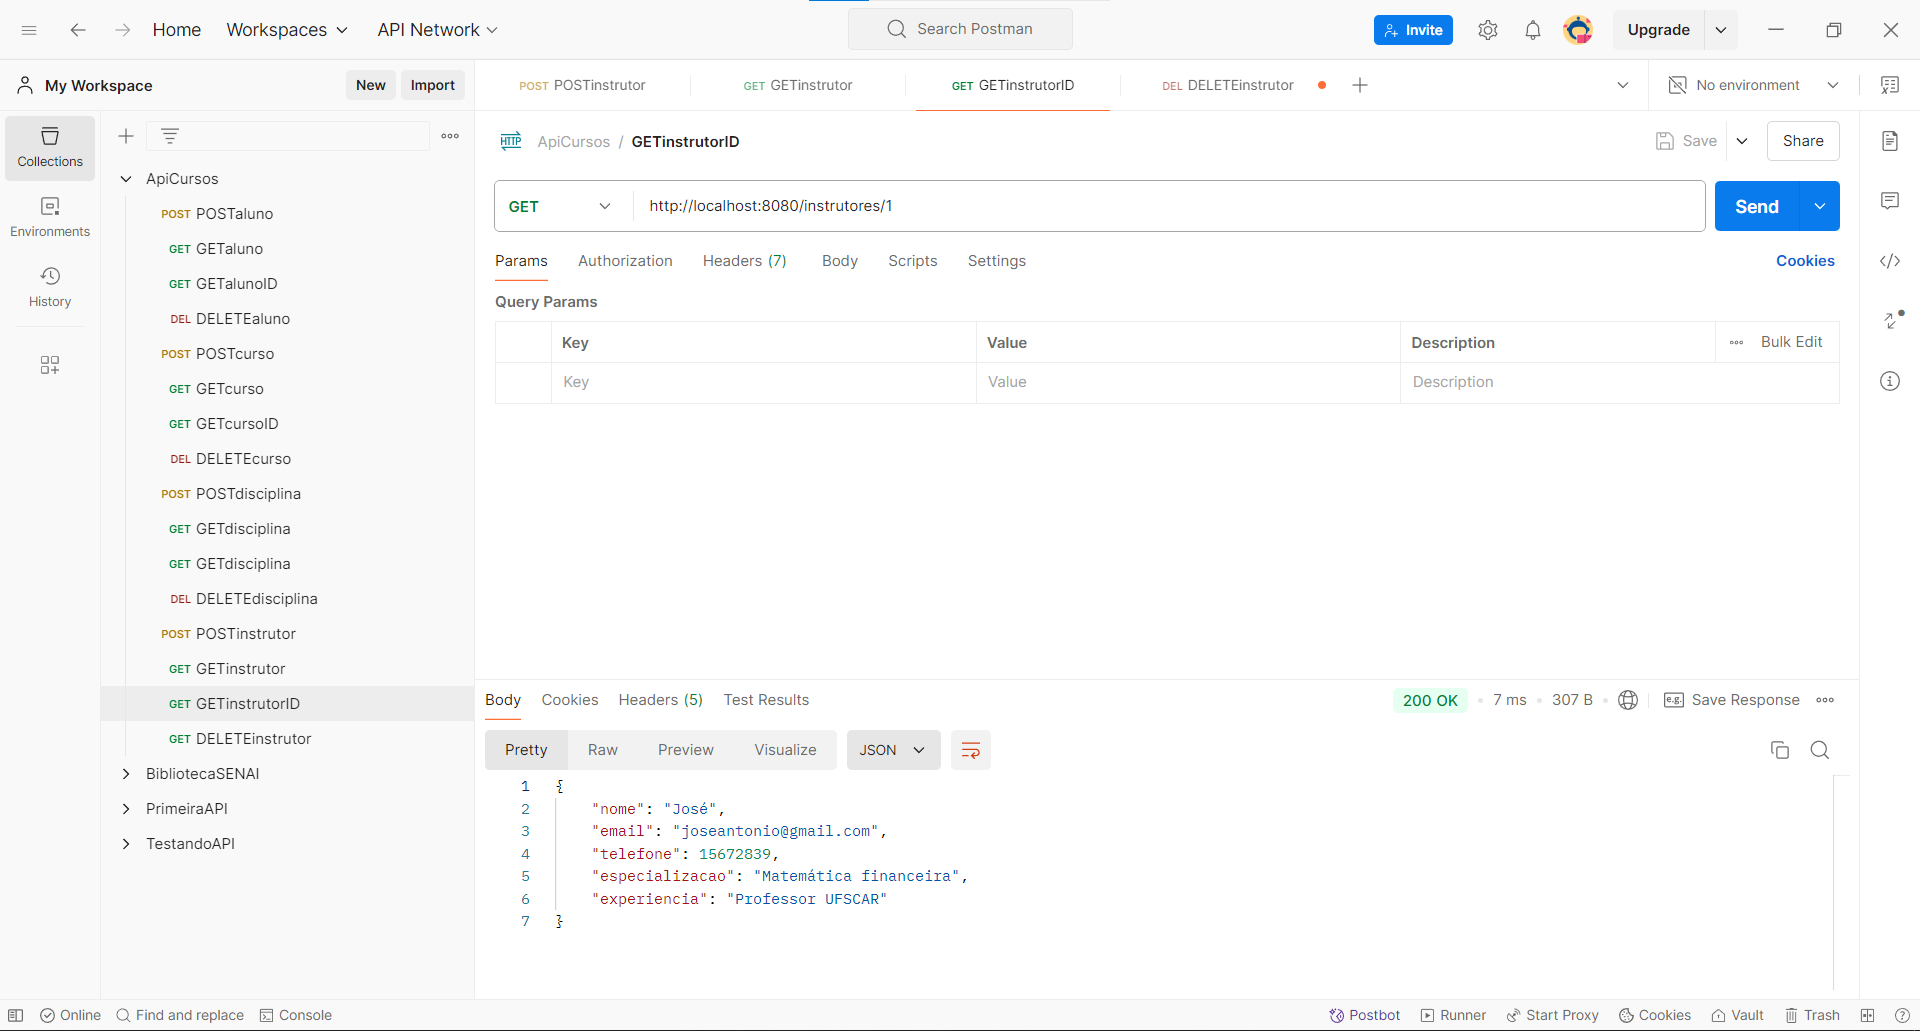 Home Workspaces API Network Search Postman Invite Upgrade
My Workspace New Import
POST POSTinstrutor GET GETinstrutor GET GETinstrutorID DEL DELETEinstrutor No environment
Collections
Environments
History
ApiCursos
POST POSTaluno
GET GETaluno
GET GETalunoID
DEL DELETEaluno
POST POSTcurso
GET GETcurso
GET GETcursoID
DEL DELETEcurso
POST POSTdisciplina
GET GETdisciplina
GET GETdisciplina
DEL DELETEdisciplina
POST POSTinstrutor
GET GETinstrutor
GET GETinstrutorID
GET DELETEinstrutor
BibliotecaSENAI
PrimeiraAPI
TestandoAPI
HTTP ApiCursos / GETinstrutorID Save Share
GET http://localhost:8080/instrutores/1 Send
Params Authorization Headers (7) Body Scripts Settings Cookies
Query Params
Key Value Description Bulk Edit
Key Value Description
Body Cookies Headers (5) Test Results 200 OK 7 ms 307 B e.g. Save Response
Pretty Raw Preview Visualize JSON
1 {
2 "nome": "José",
3 "email": "joseantonio@gmail.com",
4 "telefone": 15672839,
5 "especializacao": "Matemática financeira",
6 "experiencia": "Professor UFSCAR"
7 }
Online Find and replace Console Postbot Runner Start Proxy Cookies Vault Trash